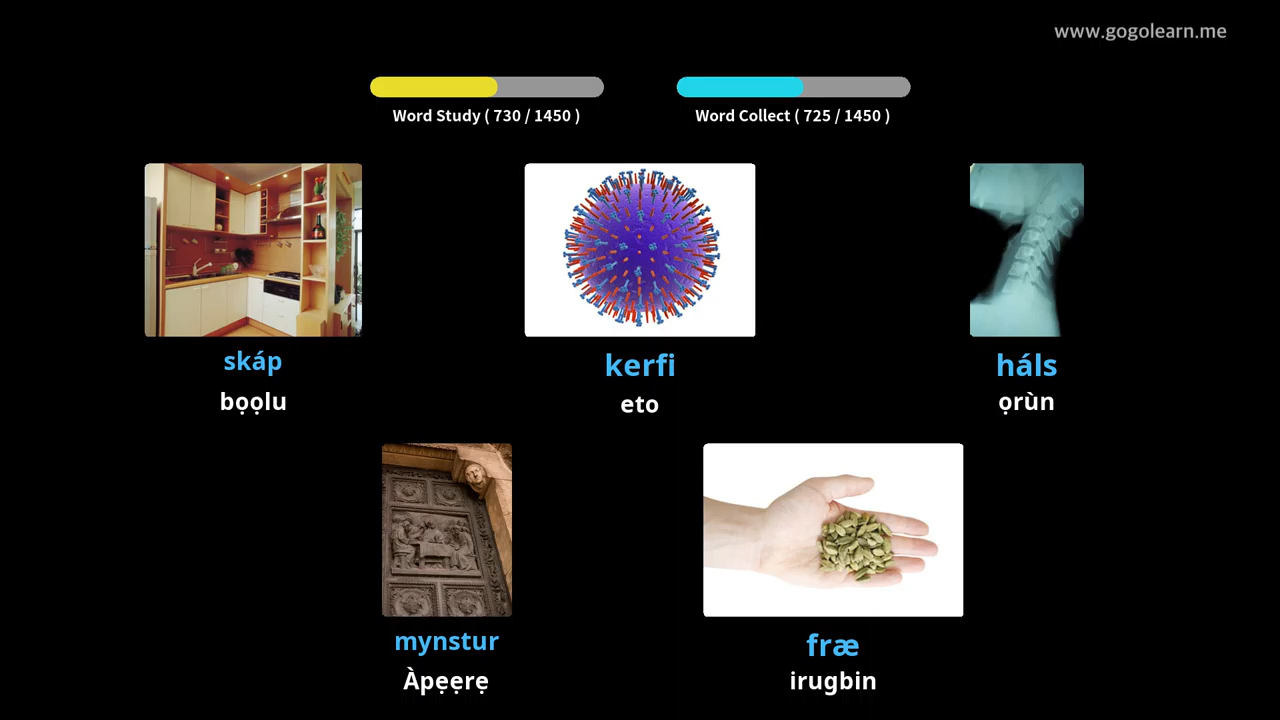 www.gogolearn.me
Word Study ( 730 / 1450 )
Word Collect ( 725 / 1450 )
skáp
kerfi
háls
bọọlu
eto
ọrùn
mynstur
fræ
Àpẹẹrẹ
irugbin